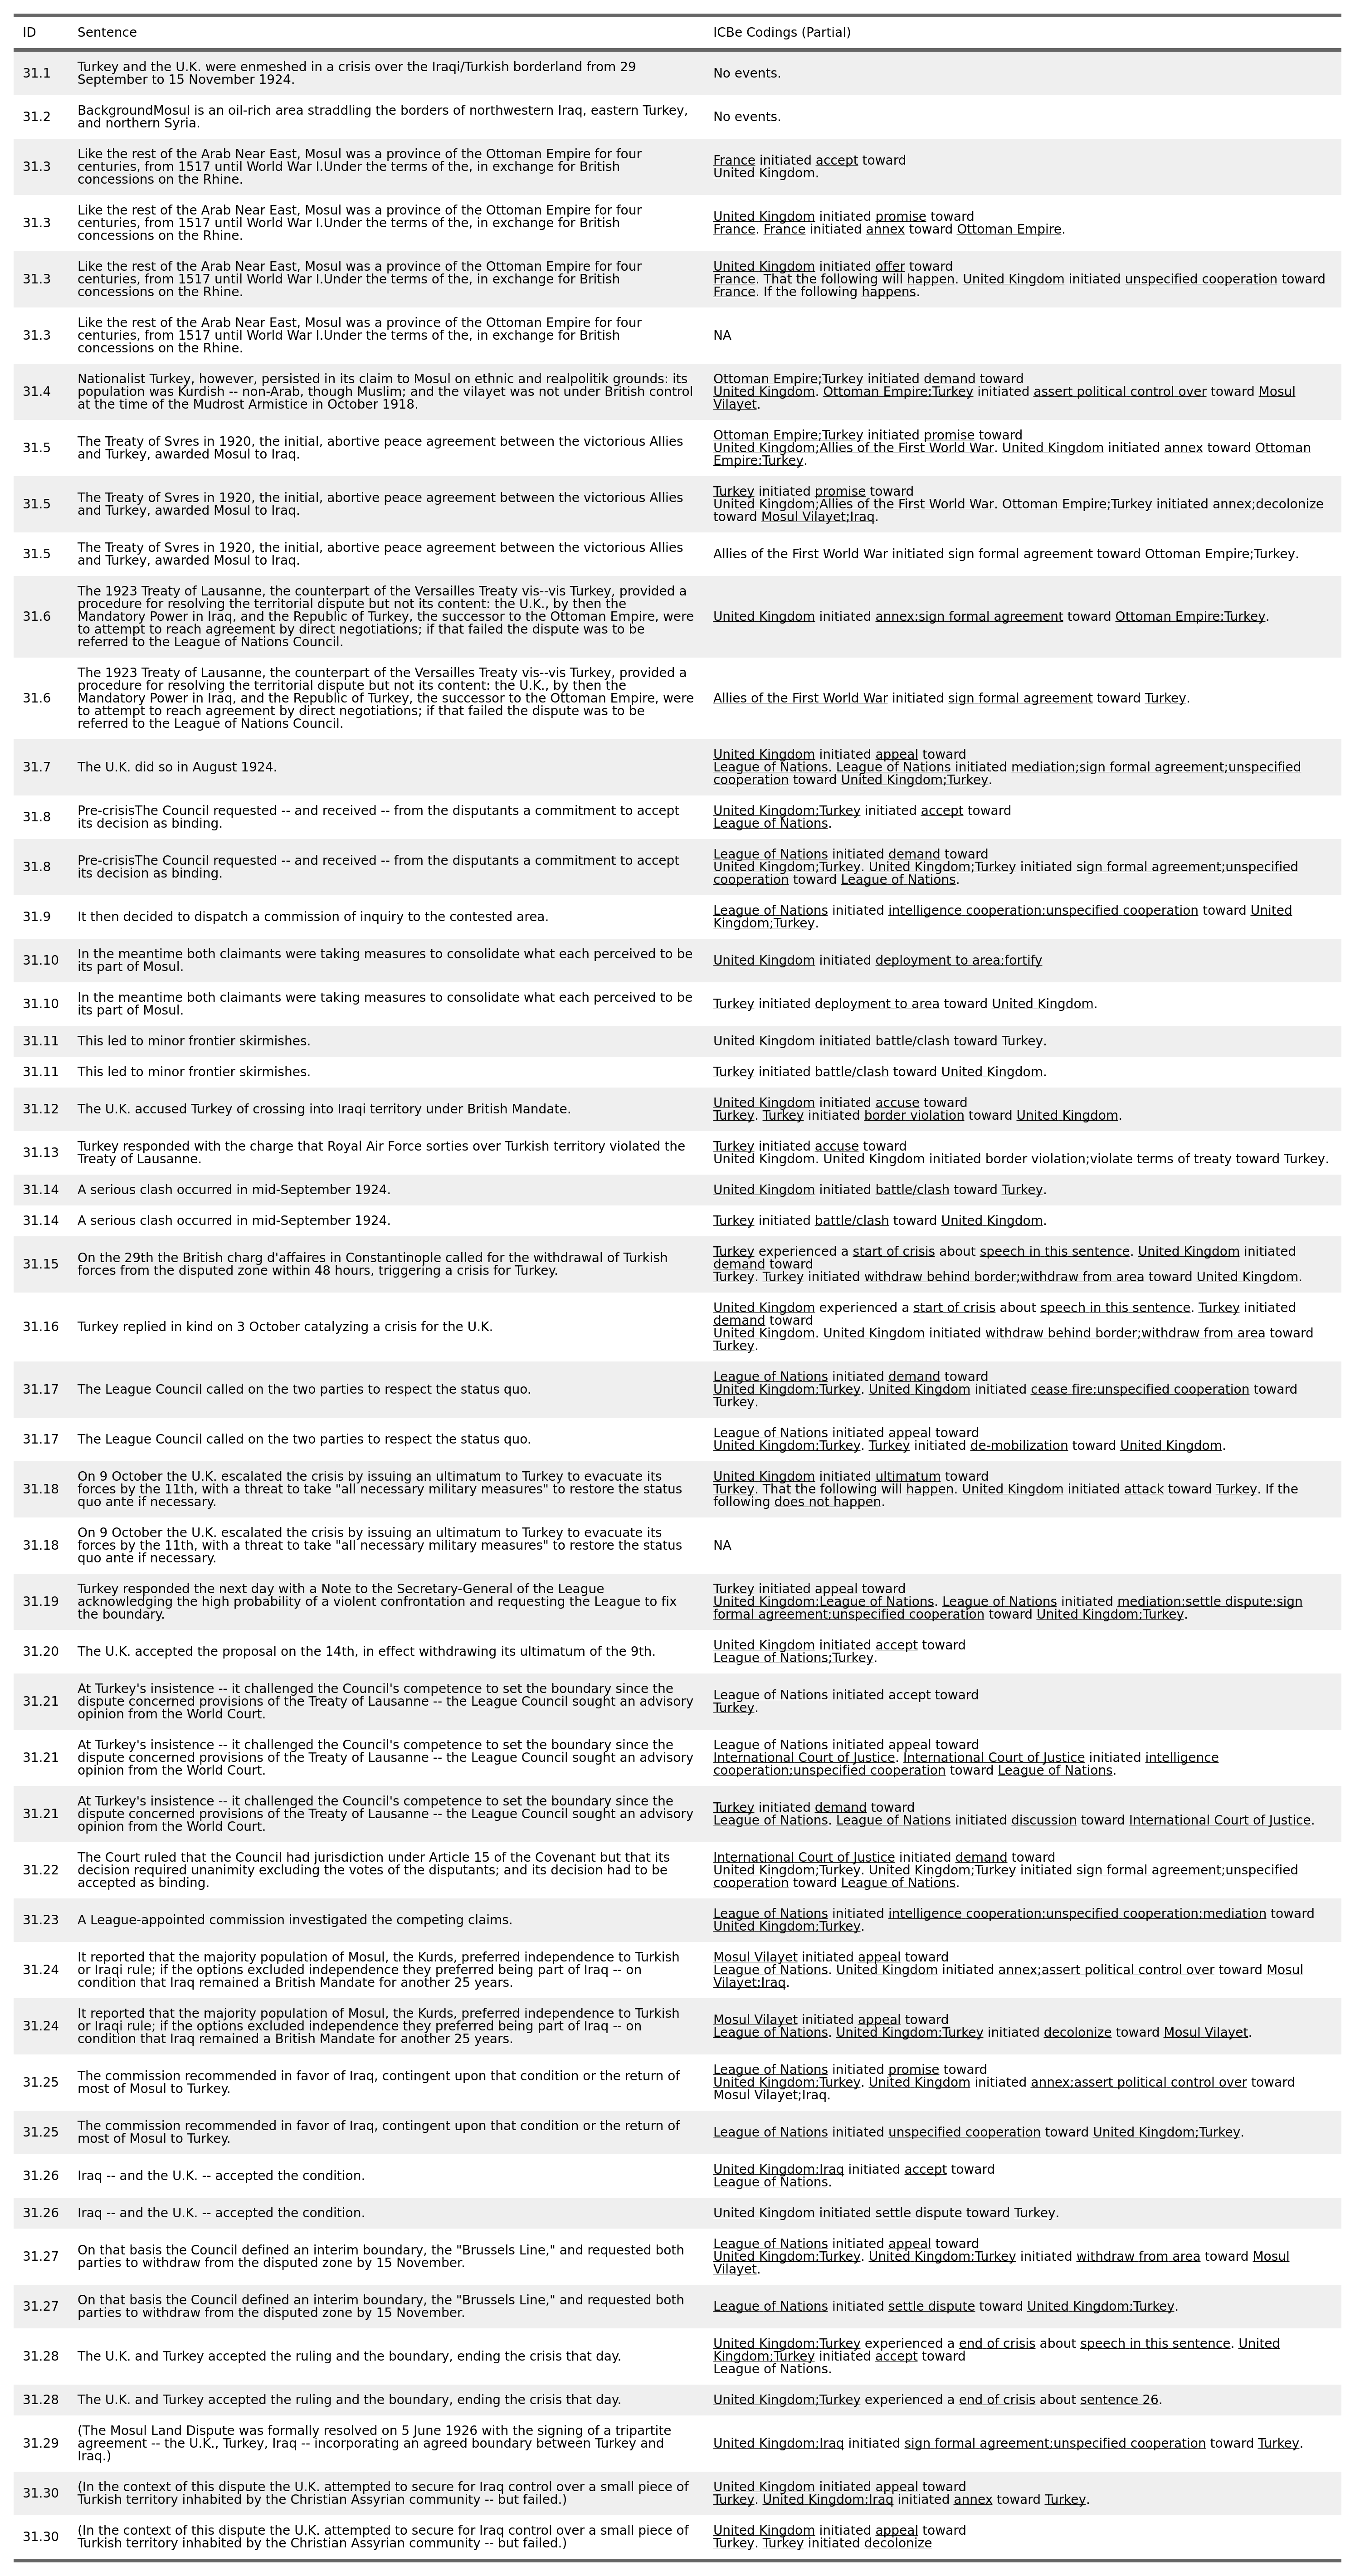 ID Sentence ICBe Codings (Partial)
31.1 Turkey and the U.K. were enmeshed in a crisis over the Iraqi/Turkish borderland from 29
September to 15 November 1924.
No events.
31.2 BackgroundMosul is an oil-rich area straddling the borders of northwestern Iraq, eastern Turkey,
and northern Syria.
No events.
31.3 Like the rest of the Arab Near East, Mosul was a province of the Ottoman Empire for four
centuries, from 1517 until World War I.Under the terms of the, in exchange for British
concessions on the Rhine.
France initiated accept toward
United Kingdom.
31.3 Like the rest of the Arab Near East, Mosul was a province of the Ottoman Empire for four
centuries, from 1517 until World War I.Under the terms of the, in exchange for British
concessions on the Rhine.
United Kingdom initiated promise toward
France. France initiated annex toward Ottoman Empire.
31.3 Like the rest of the Arab Near East, Mosul was a province of the Ottoman Empire for four
centuries, from 1517 until World War I.Under the terms of the, in exchange for British
concessions on the Rhine.
United Kingdom initiated offer toward
France. That the following will happen. United Kingdom initiated unspecified cooperation toward
France. If the following happens.
31.3 Like the rest of the Arab Near East, Mosul was a province of the Ottoman Empire for four
centuries, from 1517 until World War I.Under the terms of the, in exchange for British
concessions on the Rhine.
NA
31.4 Nationalist Turkey, however, persisted in its claim to Mosul on ethnic and realpolitik grounds: its
population was Kurdish -- non-Arab, though Muslim; and the vilayet was not under British control
at the time of the Mudrost Armistice in October 1918.
Ottoman Empire;Turkey initiated demand toward
United Kingdom. Ottoman Empire;Turkey initiated assert political control over toward Mosul
Vilayet.
31.5 The Treaty of Svres in 1920, the initial, abortive peace agreement between the victorious Allies
and Turkey, awarded Mosul to Iraq.
Ottoman Empire;Turkey initiated promise toward
United Kingdom;Allies of the First World War. United Kingdom initiated annex toward Ottoman
Empire;Turkey.
31.5 The Treaty of Svres in 1920, the initial, abortive peace agreement between the victorious Allies
and Turkey, awarded Mosul to Iraq.
Turkey initiated promise toward
United Kingdom;Allies of the First World War. Ottoman Empire;Turkey initiated annex;decolonize
toward Mosul Vilayet;Iraq.
31.5 The Treaty of Svres in 1920, the initial, abortive peace agreement between the victorious Allies
and Turkey, awarded Mosul to Iraq.
Allies of the First World War initiated sign formal agreement toward Ottoman Empire;Turkey.
31.6 The 1923 Treaty of Lausanne, the counterpart of the Versailles Treaty vis--vis Turkey, provided a
procedure for resolving the territorial dispute but not its content: the U.K., by then the
Mandatory Power in Iraq, and the Republic of Turkey, the successor to the Ottoman Empire, were
to attempt to reach agreement by direct negotiations; if that failed the dispute was to be
referred to the League of Nations Council.
United Kingdom initiated annex;sign formal agreement toward Ottoman Empire;Turkey.
31.6 The 1923 Treaty of Lausanne, the counterpart of the Versailles Treaty vis--vis Turkey, provided a
procedure for resolving the territorial dispute but not its content: the U.K., by then the
Mandatory Power in Iraq, and the Republic of Turkey, the successor to the Ottoman Empire, were
to attempt to reach agreement by direct negotiations; if that failed the dispute was to be
referred to the League of Nations Council.
Allies of the First World War initiated sign formal agreement toward Turkey.
31.7 The U.K. did so in August 1924.
United Kingdom initiated appeal toward
League of Nations. League of Nations initiated mediation;sign formal agreement;unspecified
cooperation toward United Kingdom;Turkey.
31.8 Pre-crisisThe Council requested -- and received -- from the disputants a commitment to accept
its decision as binding.
United Kingdom;Turkey initiated accept toward
League of Nations.
31.8 Pre-crisisThe Council requested -- and received -- from the disputants a commitment to accept
its decision as binding.
League of Nations initiated demand toward
United Kingdom;Turkey. United Kingdom;Turkey initiated sign formal agreement;unspecified
cooperation toward League of Nations.
31.9 It then decided to dispatch a commission of inquiry to the contested area.
League of Nations initiated intelligence cooperation;unspecified cooperation toward United
Kingdom;Turkey.
31.10 In the meantime both claimants were taking measures to consolidate what each perceived to be
its part of Mosul.
United Kingdom initiated deployment to area;fortify
31.10 In the meantime both claimants were taking measures to consolidate what each perceived to be
its part of Mosul.
Turkey initiated deployment to area toward United Kingdom.
31.11 This led to minor frontier skirmishes. United Kingdom initiated battle/clash toward Turkey.
31.11 This led to minor frontier skirmishes. Turkey initiated battle/clash toward United Kingdom.
31.12 The U.K. accused Turkey of crossing into Iraqi territory under British Mandate.
United Kingdom initiated accuse toward
Turkey. Turkey initiated border violation toward United Kingdom.
31.13 Turkey responded with the charge that Royal Air Force sorties over Turkish territory violated the
Treaty of Lausanne.
Turkey initiated accuse toward
United Kingdom. United Kingdom initiated border violation;violate terms of treaty toward Turkey.
31.14 A serious clash occurred in mid-September 1924. United Kingdom initiated battle/clash toward Turkey.
31.14 A serious clash occurred in mid-September 1924. Turkey initiated battle/clash toward United Kingdom.
31.15 On the 29th the British charg d'affaires in Constantinople called for the withdrawal of Turkish
forces from the disputed zone within 48 hours, triggering a crisis for Turkey.
Turkey experienced a start of crisis about speech in this sentence. United Kingdom initiated
demand toward
Turkey. Turkey initiated withdraw behind border;withdraw from area toward United Kingdom.
31.16 Turkey replied in kind on 3 October catalyzing a crisis for the U.K.
United Kingdom experienced a start of crisis about speech in this sentence. Turkey initiated
demand toward
United Kingdom. United Kingdom initiated withdraw behind border;withdraw from area toward
Turkey.
31.17 The League Council called on the two parties to respect the status quo.
League of Nations initiated demand toward
United Kingdom;Turkey. United Kingdom initiated cease fire;unspecified cooperation toward
Turkey.
31.17 The League Council called on the two parties to respect the status quo.
League of Nations initiated appeal toward
United Kingdom;Turkey. Turkey initiated de-mobilization toward United Kingdom.
31.18 On 9 October the U.K. escalated the crisis by issuing an ultimatum to Turkey to evacuate its
forces by the 11th, with a threat to take "all necessary military measures" to restore the status
quo ante if necessary.
United Kingdom initiated ultimatum toward
Turkey. That the following will happen. United Kingdom initiated attack toward Turkey. If the
following does not happen.
31.18 On 9 October the U.K. escalated the crisis by issuing an ultimatum to Turkey to evacuate its
forces by the 11th, with a threat to take "all necessary military measures" to restore the status
quo ante if necessary.
NA
31.19 Turkey responded the next day with a Note to the Secretary-General of the League
acknowledging the high probability of a violent confrontation and requesting the League to fix
the boundary.
Turkey initiated appeal toward
United Kingdom;League of Nations. League of Nations initiated mediation;settle dispute;sign
formal agreement;unspecified cooperation toward United Kingdom;Turkey.
31.20 The U.K. accepted the proposal on the 14th, in effect withdrawing its ultimatum of the 9th.
United Kingdom initiated accept toward
League of Nations;Turkey.
31.21 At Turkey's insistence -- it challenged the Council's competence to set the boundary since the
dispute concerned provisions of the Treaty of Lausanne -- the League Council sought an advisory
opinion from the World Court.
League of Nations initiated accept toward
Turkey.
31.21 At Turkey's insistence -- it challenged the Council's competence to set the boundary since the
dispute concerned provisions of the Treaty of Lausanne -- the League Council sought an advisory
opinion from the World Court.
League of Nations initiated appeal toward
International Court of Justice. International Court of Justice initiated intelligence
cooperation;unspecified cooperation toward League of Nations.
31.21 At Turkey's insistence -- it challenged the Council's competence to set the boundary since the
dispute concerned provisions of the Treaty of Lausanne -- the League Council sought an advisory
opinion from the World Court.
Turkey initiated demand toward
League of Nations. League of Nations initiated discussion toward International Court of Justice.
31.22 The Court ruled that the Council had jurisdiction under Article 15 of the Covenant but that its
decision required unanimity excluding the votes of the disputants; and its decision had to be
accepted as binding.
International Court of Justice initiated demand toward
United Kingdom;Turkey. United Kingdom;Turkey initiated sign formal agreement;unspecified
cooperation toward League of Nations.
31.23 A League-appointed commission investigated the competing claims.
League of Nations initiated intelligence cooperation;unspecified cooperation;mediation toward
United Kingdom;Turkey.
31.24 It reported that the majority population of Mosul, the Kurds, preferred independence to Turkish
or Iraqi rule; if the options excluded independence they preferred being part of Iraq -- on
condition that Iraq remained a British Mandate for another 25 years.
Mosul Vilayet initiated appeal toward
League of Nations. United Kingdom initiated annex;assert political control over toward Mosul
Vilayet;Iraq.
31.24 It reported that the majority population of Mosul, the Kurds, preferred independence to Turkish
or Iraqi rule; if the options excluded independence they preferred being part of Iraq -- on
condition that Iraq remained a British Mandate for another 25 years.
Mosul Vilayet initiated appeal toward
League of Nations. United Kingdom;Turkey initiated decolonize toward Mosul Vilayet.
31.25 The commission recommended in favor of Iraq, contingent upon that condition or the return of
most of Mosul to Turkey.
League of Nations initiated promise toward
United Kingdom;Turkey. United Kingdom initiated annex;assert political control over toward
Mosul Vilayet;Iraq.
31.25 The commission recommended in favor of Iraq, contingent upon that condition or the return of
most of Mosul to Turkey.
League of Nations initiated unspecified cooperation toward United Kingdom;Turkey.
31.26 Iraq -- and the U.K. -- accepted the condition.
United Kingdom;Iraq initiated accept toward
League of Nations.
31.26 Iraq -- and the U.K. -- accepted the condition. United Kingdom initiated settle dispute toward Turkey.
31.27 On that basis the Council defined an interim boundary, the "Brussels Line," and requested both
parties to withdraw from the disputed zone by 15 November.
League of Nations initiated appeal toward
United Kingdom;Turkey. United Kingdom;Turkey initiated withdraw from area toward Mosul
Vilayet.
31.27 On that basis the Council defined an interim boundary, the "Brussels Line," and requested both
parties to withdraw from the disputed zone by 15 November.
League of Nations initiated settle dispute toward United Kingdom;Turkey.
31.28 The U.K. and Turkey accepted the ruling and the boundary, ending the crisis that day.
United Kingdom;Turkey experienced a end of crisis about speech in this sentence. United
Kingdom;Turkey initiated accept toward
League of Nations.
31.28 The U.K. and Turkey accepted the ruling and the boundary, ending the crisis that day. United Kingdom;Turkey experienced a end of crisis about sentence 26.
31.29 (The Mosul Land Dispute was formally resolved on 5 June 1926 with the signing of a tripartite
agreement -- the U.K., Turkey, Iraq -- incorporating an agreed boundary between Turkey and
Iraq.)
United Kingdom;Iraq initiated sign formal agreement;unspecified cooperation toward Turkey.
31.30 (In the context of this dispute the U.K. attempted to secure for Iraq control over a small piece of
Turkish territory inhabited by the Christian Assyrian community -- but failed.)
United Kingdom initiated appeal toward
Turkey. United Kingdom;Iraq initiated annex toward Turkey.
31.30 (In the context of this dispute the U.K. attempted to secure for Iraq control over a small piece of
Turkish territory inhabited by the Christian Assyrian community -- but failed.)
United Kingdom initiated appeal toward
Turkey. Turkey initiated decolonize